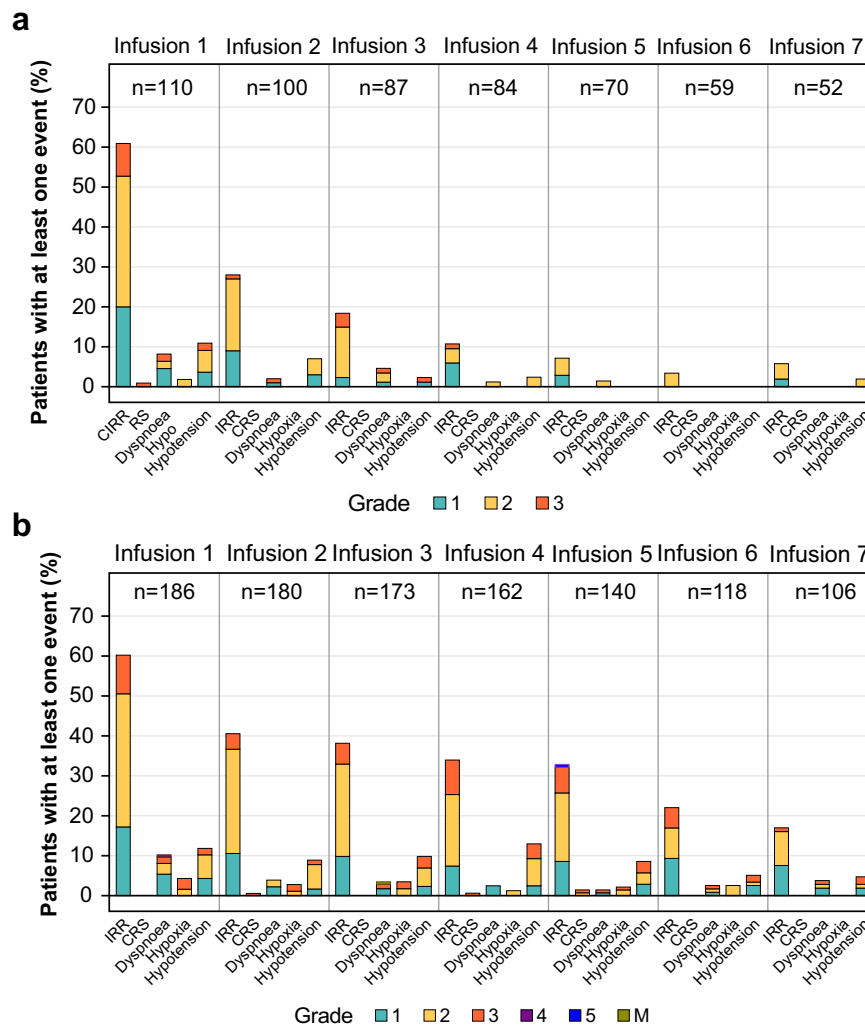 a
Infusion 1 Infusion 2 Infusion 3 Infusion 4 Infusion 5 Infusion 6 Infusion 7
n=110 n=100 n=87 n=84 n=70 n=59 n=52
Patients with at least one event (%)
70
60
50
40
30
20
10
0
CIRR RS Dyspnoea Hypo Hypotension IRR CRS Dyspnoea Hypoxia Hypotension IRR CRS Dyspnoea Hypoxia Hypotension IRR CRS Dyspnoea Hypoxia Hypotension IRR CRS Dyspnoea Hypoxia Hypotension IRR CRS Dyspnoea Hypoxia Hypotension IRR CRS Dyspnoea Hypoxia Hypotension
Grade 1 2 3
b
Infusion 1 Infusion 2 Infusion 3 Infusion 4 Infusion 5 Infusion 6 Infusion 7
n=186 n=180 n=173 n=162 n=140 n=118 n=106
Patients with at least one event (%)
70
60
50
40
30
20
10
0
IRR CRS Dyspnoea Hypoxia Hypotension IRR CRS Dyspnoea Hypoxia Hypotension IRR CRS Dyspnoea Hypoxia Hypotension IRR CRS Dyspnoea Hypoxia Hypotension IRR CRS Dyspnoea Hypoxia Hypotension IRR CRS Dyspnoea Hypoxia Hypotension IRR CRS Dyspnoea Hypoxia Hypotension
Grade 1 2 3 4 5 M